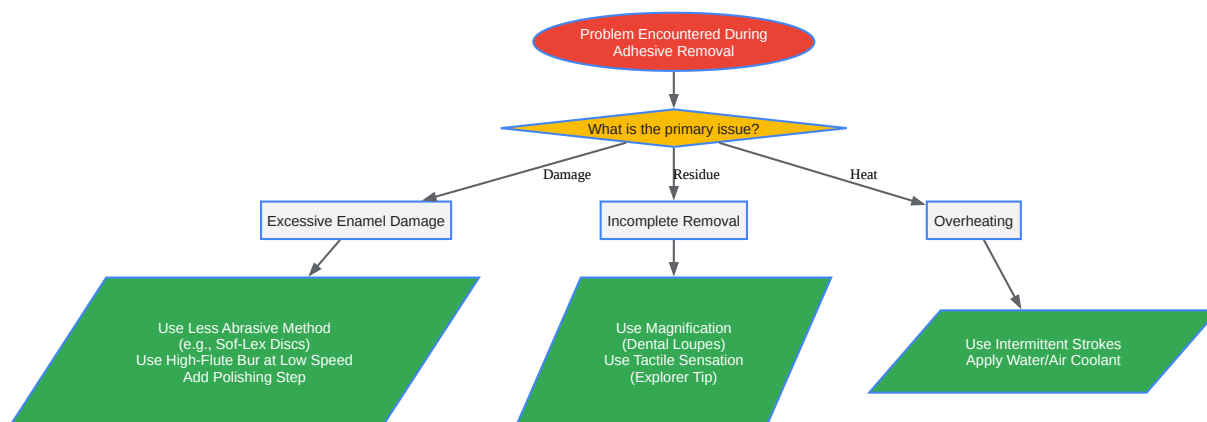 Problem Encountered During
Adhesive Removal
What is the primary issue?
Damage
Residue
Heat
Excessive Enamel Damage
Incomplete Removal
Overheating
Use Less Abrasive Method
(e.g., Sof-Lex Discs)
Use High-Flute Bur at Low Speed
Add Polishing Step
Use Magnification
(Dental Loupes)
Use Tactile Sensation
(Explorer Tip)
Use Intermittent Strokes
Apply Water/Air Coolant